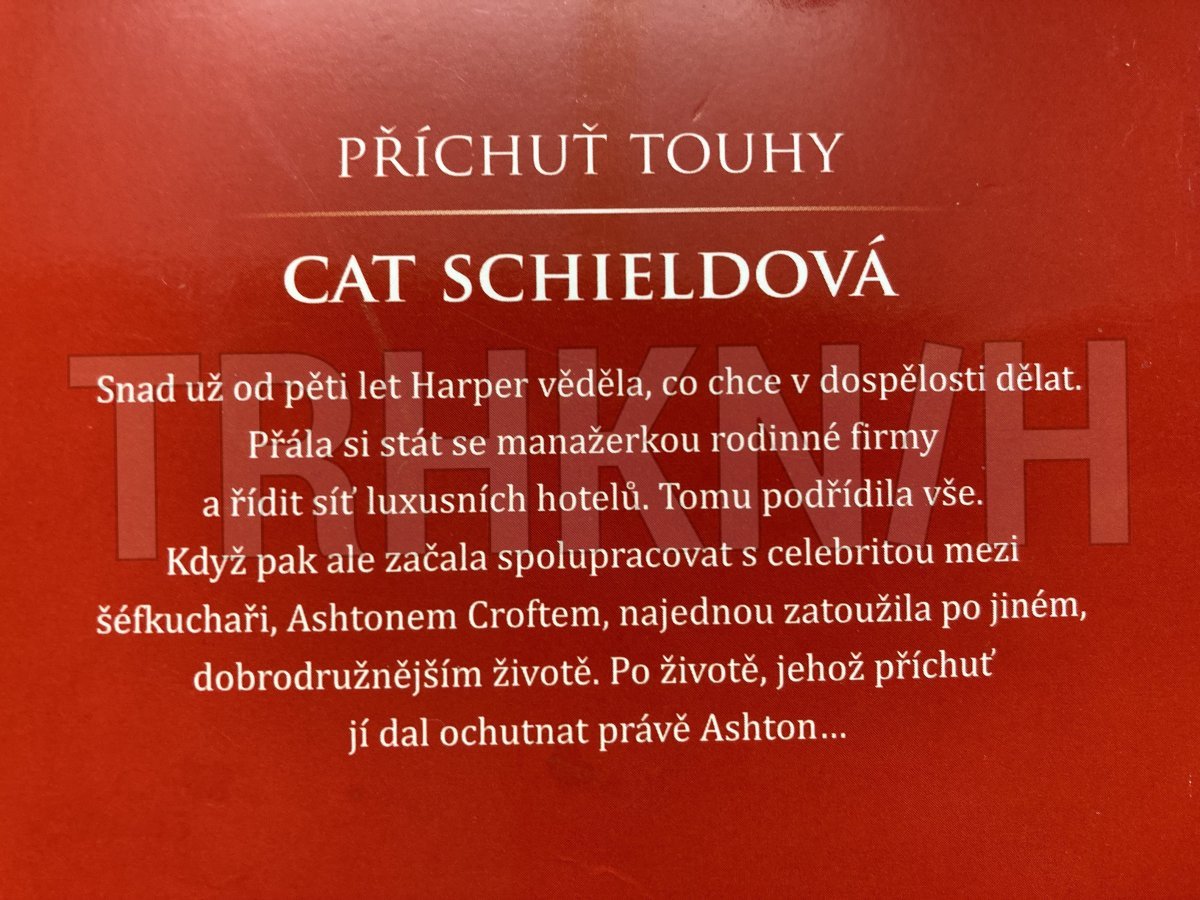 PŘÍCHUŤ TOUHY
CAT SCHIELDOVÁ
TRHKN/H
Snad už od pěti let Harper věděla, co chce v dospělosti dělat.
Přála si stát se manažerkou rodinné firmy
a řídit síť luxusních hotelů. Tomu podřídila vše.
Když pak ale začala spolupracovat s celebritou mezi
šéfkuchaři, Ashtonem Croftem, najednou zatoužila po jiném,
dobrodružnějším životě. Po životě, jehož příchuť
jí dal ochutnat právě Ashton...